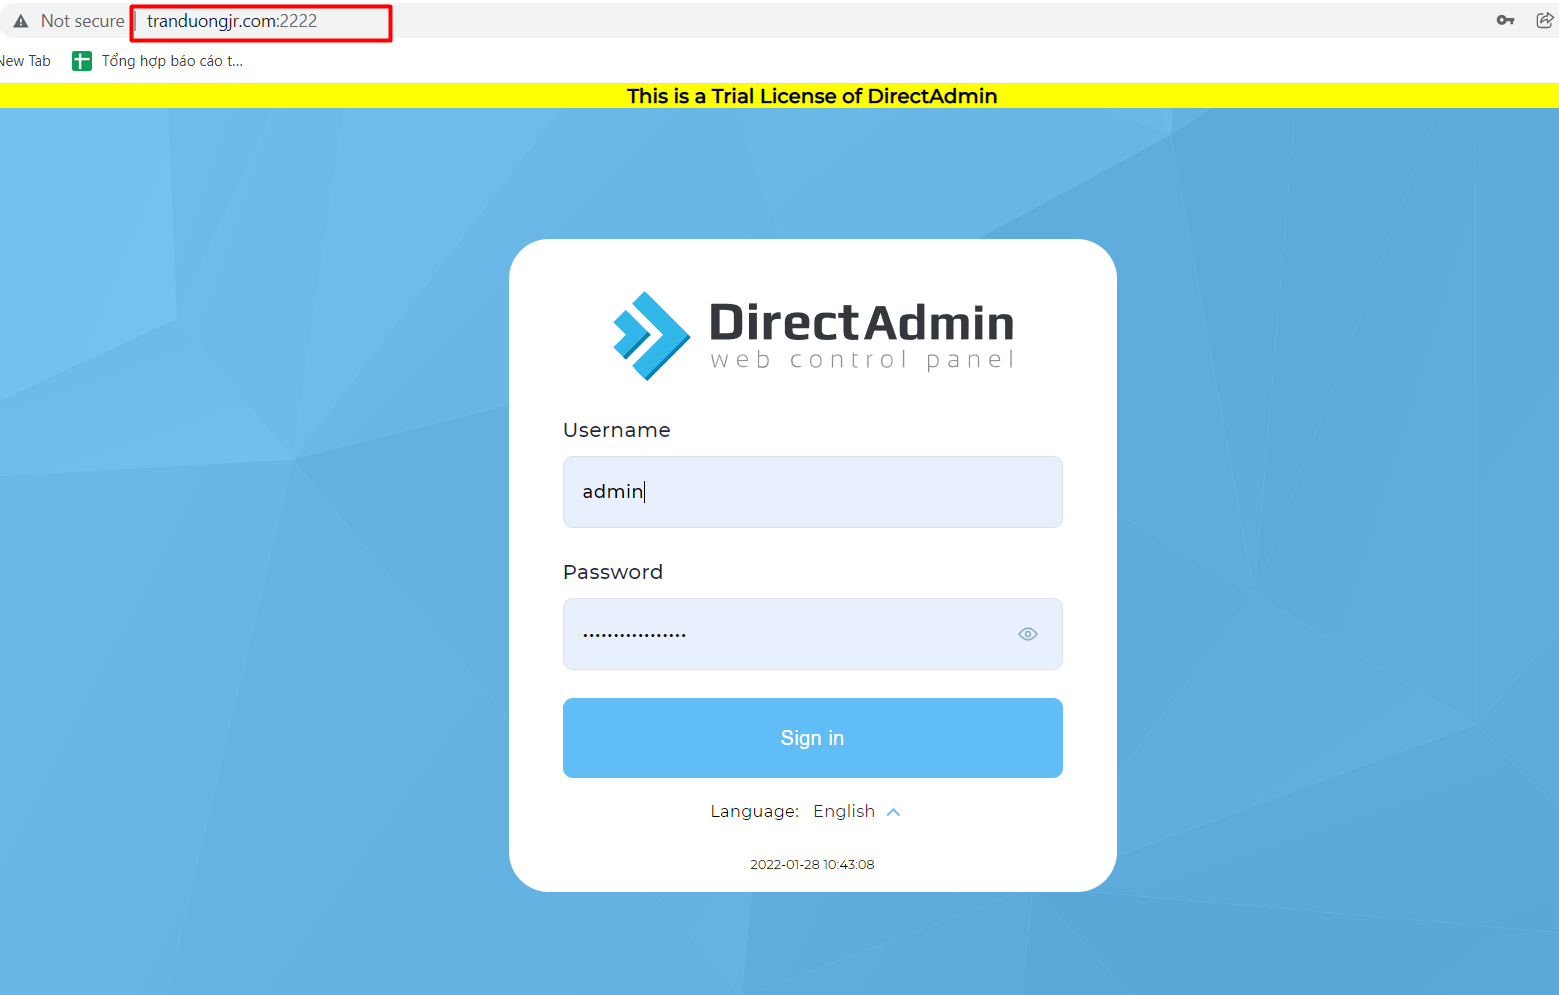 Not secure | tranduongjr.com:2222
New Tab Tổng hợp báo cáo t...
This is a Trial License of DirectAdmin
DirectAdmin
web control panel
Username
admin
Password
•••••••••••••••••
Sign in
Language: English
2022-01-28 10:43:08